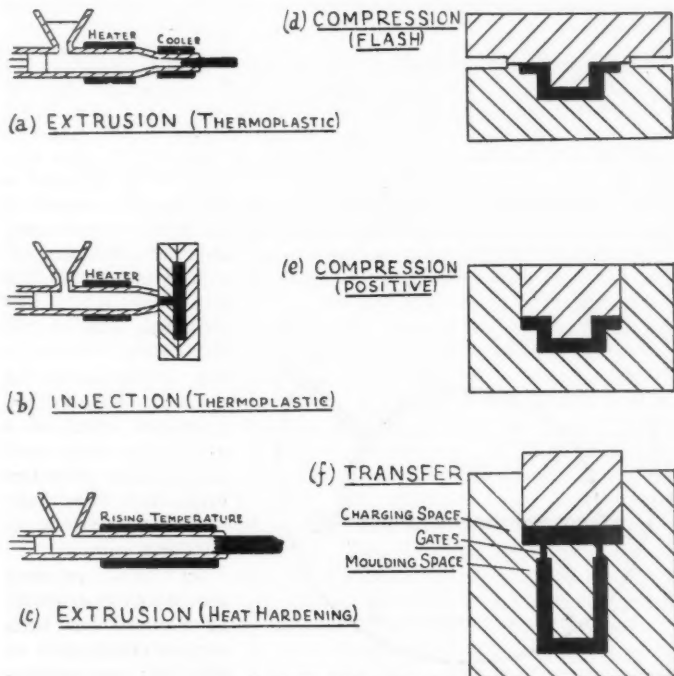 HEATER
COOLER
(a) EXTRUSION (THERMOPLASTIC)
HEATER
(b) INJECTION (THERMOPLASTIC)
RISING TEMPERATURE
(c) EXTRUSION (HEAT HARDENING)
(d) COMPRESSION
(FLASH)
(e) COMPRESSION
(POSITIVE)
(f) TRANSFER
CHARGING SPACE
GATES
MOULDING SPACE